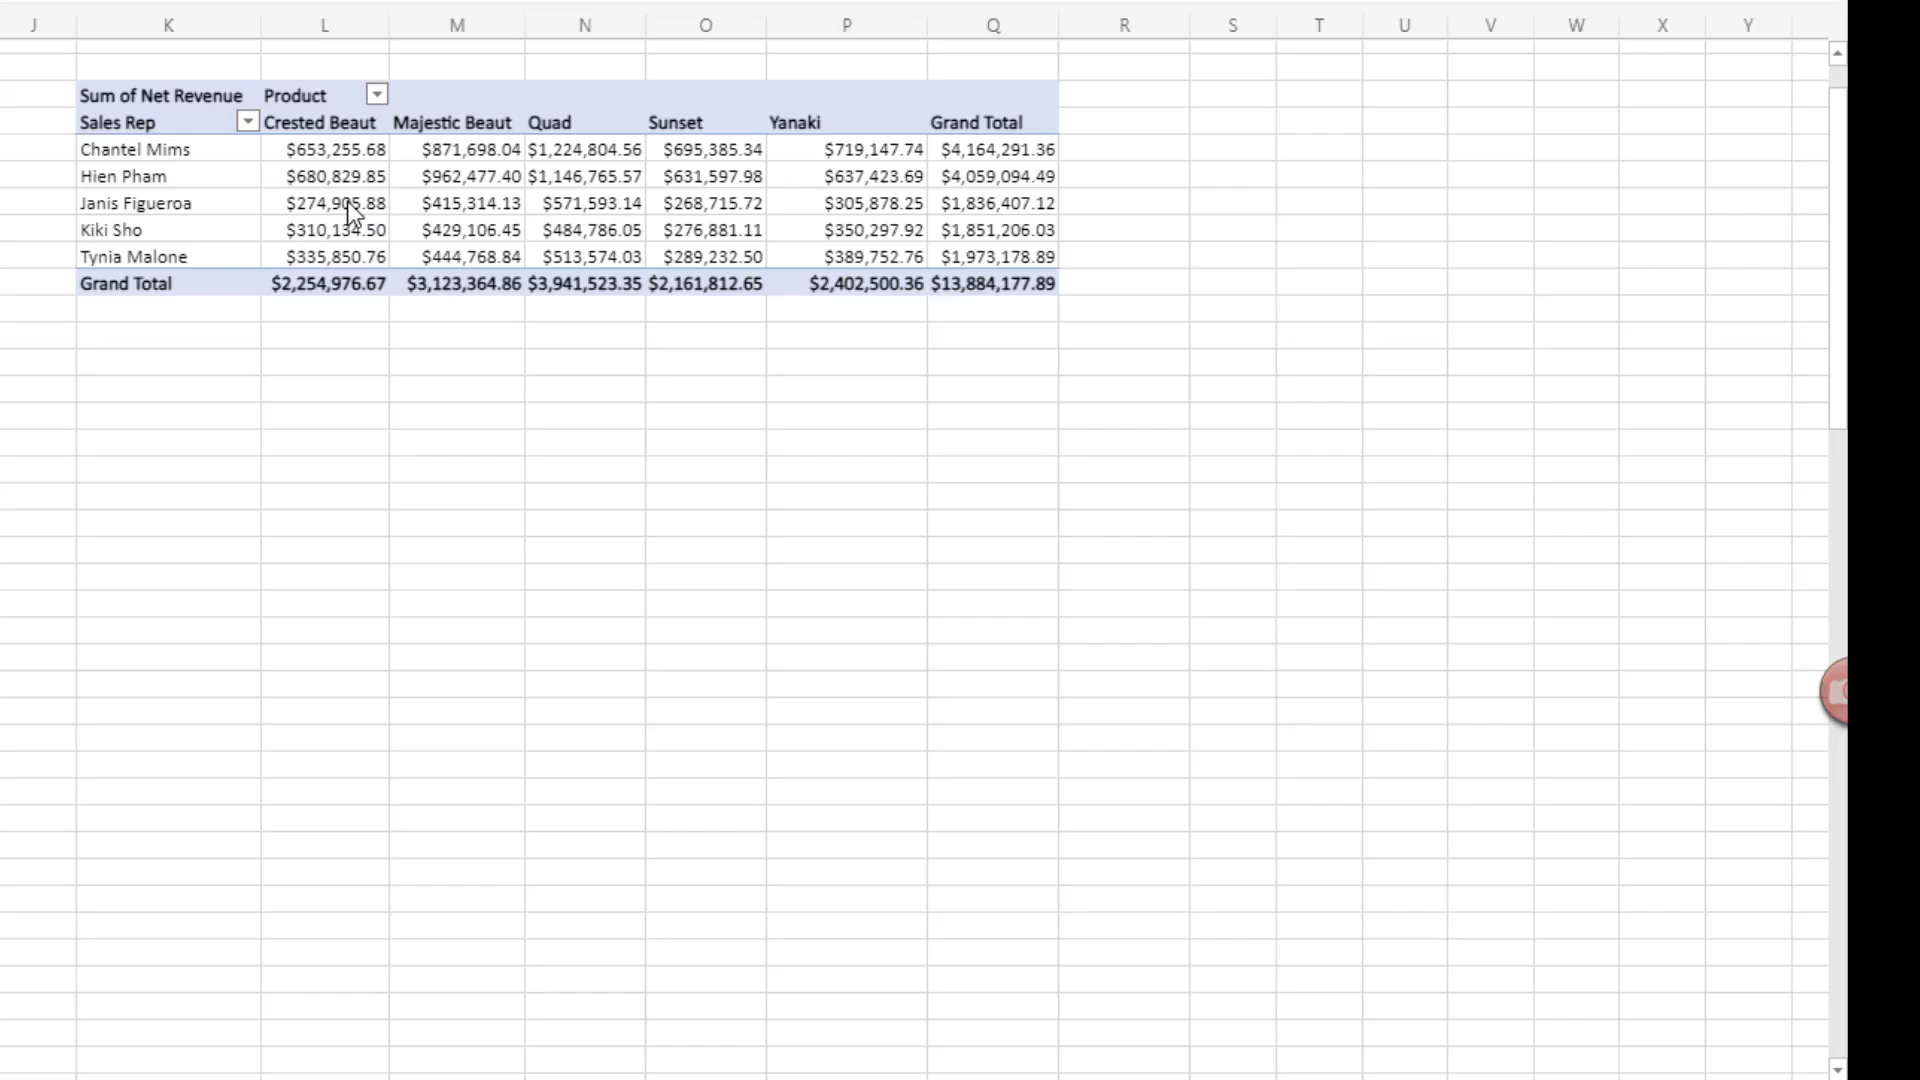 J K L M N O P Q R S T U V W X Y
Sum of Net Revenue Product
Sales Rep Crested Beaut Majestic Beaut Quad Sunset Yanaki Grand Total
Chantel Mims $653,255.68 $871,698.04 $1,224,804.56 $695,385.34 $719,147.74 $4,164,291.36
Hien Pham $680,829.85 $962,477.40 $1,146,765.57 $631,597.98 $637,423.69 $4,059,094.49
Janis Figueroa $274,905.88 $415,314.13 $571,593.14 $268,715.72 $305,878.25 $1,836,407.12
Kiki Sho $310,134.50 $429,106.45 $484,786.05 $276,881.11 $350,297.92 $1,851,206.03
Tynia Malone $335,850.76 $444,768.84 $513,574.03 $289,232.50 $389,752.76 $1,973,178.89
Grand Total $2,254,976.67 $3,123,364.86 $3,941,523.35 $2,161,812.65 $2,402,500.36 $13,884,177.89